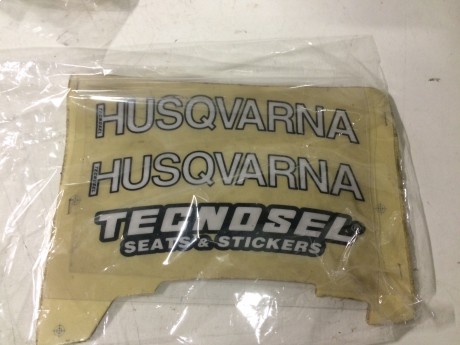 HUSQVARNA
HUSQVARNA
TECNOSEL
SEATS & STICKERS